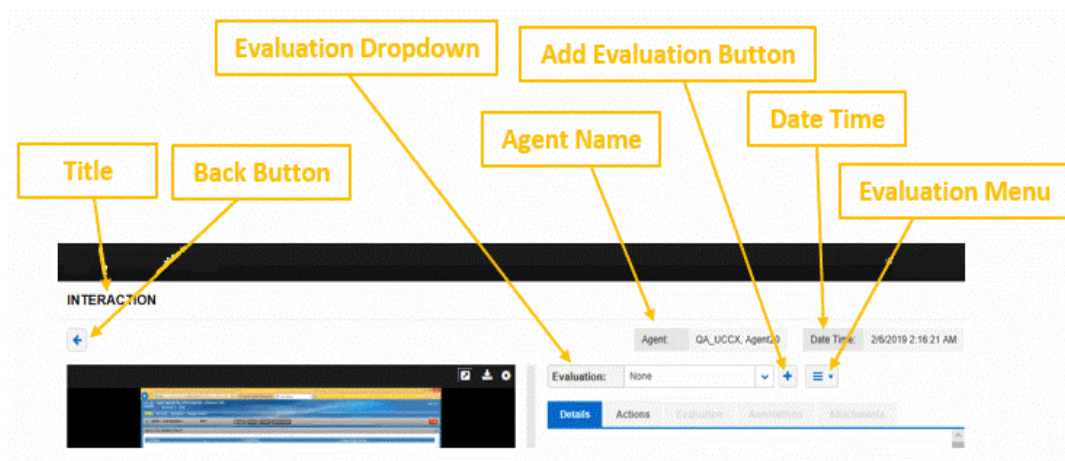 Evaluation Dropdown
Add Evaluation Button
Agent Name
Date Time
Title
Back Button
Evaluation Menu
INTERACTION
Agent: QA_UCCX, Agent20 Date Time: 2/6/2019 2:16:21 AM
Evaluation: None
Details Actions Evaluation Annotations Attachments